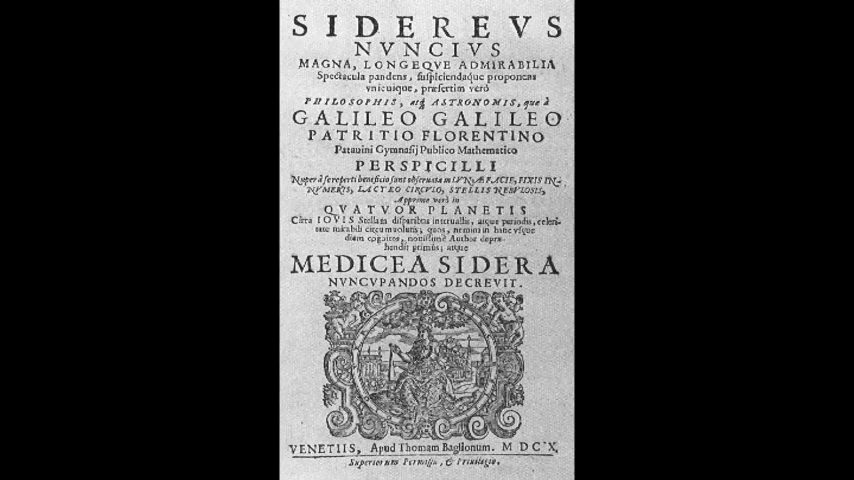 SIDEREVS
NVNCIVS
MAGNA, LONGEQVE ADMIRABILIA
Spectacula pandens, suspiciendaque proponens
vnicuique, præsertim verò
PHILOSOPHIS, atq́; ASTRONOMIS, quæ à
GALILEO GALILEO
PATRITIO FLORENTINO
Patauini Gymnasij Publico Mathematico
PERSPICILLI
Nuper à se reperti beneficio sunt obseruata in LVNÆ FACIE, FIXIS IN-
NVMERIS, LACTEO CIRCVLO, STELLIS NEBVLOSIS,
Apprime verò in
QVATVOR PLANETIS
Circa IOVIS Stellam disparibus interuallis, atque periodis, celeri-
tate mirabili circumuolutis; quos, nemini in hanc vsque
diem cognitos, nouissimè Author depræ-
hendit primus; atque
MEDICEA SIDERA
NVNCVPANDOS DECREVIT.
VENETIIS, Apud Thomam Baglionum. M DC X.
Superiorum Permissu, & Priuilegio.